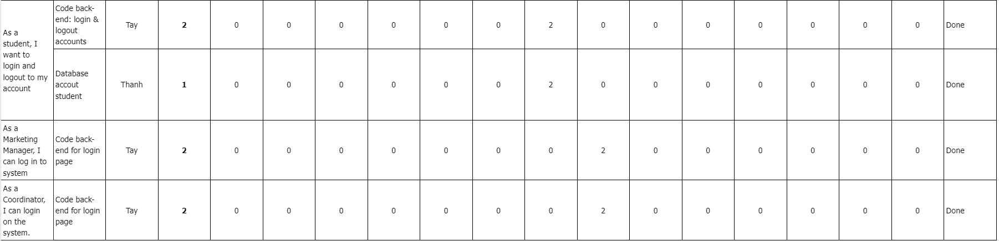 As a
student, I
want to
login and
logout to my
account
Code back-
end: login &
logout
accounts
Tay
2
0
0
0
0
0
0
2
0
0
0
0
0
0
0
Done
Database
accout
student
Thanh
1
0
0
0
0
0
0
2
0
0
0
0
0
0
0
Done
As a
Marketing
Manager, I
can log in to
system
Code back-
end for login
page
Tay
2
0
0
0
0
0
0
0
2
0
0
0
0
0
0
Done
As a
Coordinator,
I can login
on the
system.
Code back-
end for login
page
Tay
2
0
0
0
0
0
0
0
2
0
0
0
0
0
0
Done